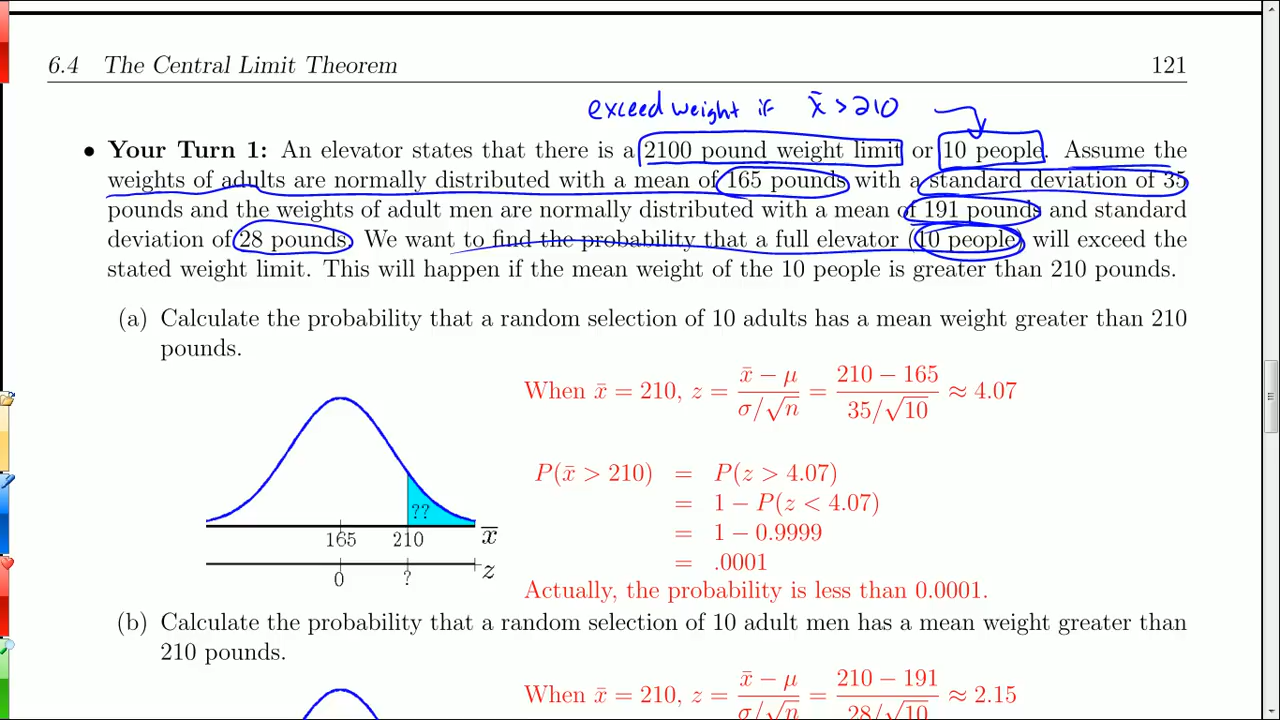 6.4 The Central Limit Theorem 121
exceed weight if x̄ > 210
• Your Turn 1: An elevator states that there is a 2100 pound weight limit or 10 people. Assume the
weights of adults are normally distributed with a mean of 165 pounds with a standard deviation of 35
pounds and the weights of adult men are normally distributed with a mean of 191 pounds and standard
deviation of 28 pounds. We want to find the probability that a full elevator (10 people) will exceed the
stated weight limit. This will happen if the mean weight of the 10 people is greater than 210 pounds.
(a) Calculate the probability that a random selection of 10 adults has a mean weight greater than 210
pounds.
When x̄ = 210, z = (x̄ − μ)/(σ/√n) = (210 − 165)/(35/√10) ≈ 4.07
P(x̄ > 210) = P(z > 4.07)
= 1 − P(z < 4.07)
= 1 − 0.9999
= .0001
Actually, the probability is less than 0.0001.
??
165 210 x̄
0 ? z
(b) Calculate the probability that a random selection of 10 adult men has a mean weight greater than
210 pounds.
When x̄ = 210, z = (x̄ − μ)/(σ/√n) = (210 − 191)/(28/√10) ≈ 2.15